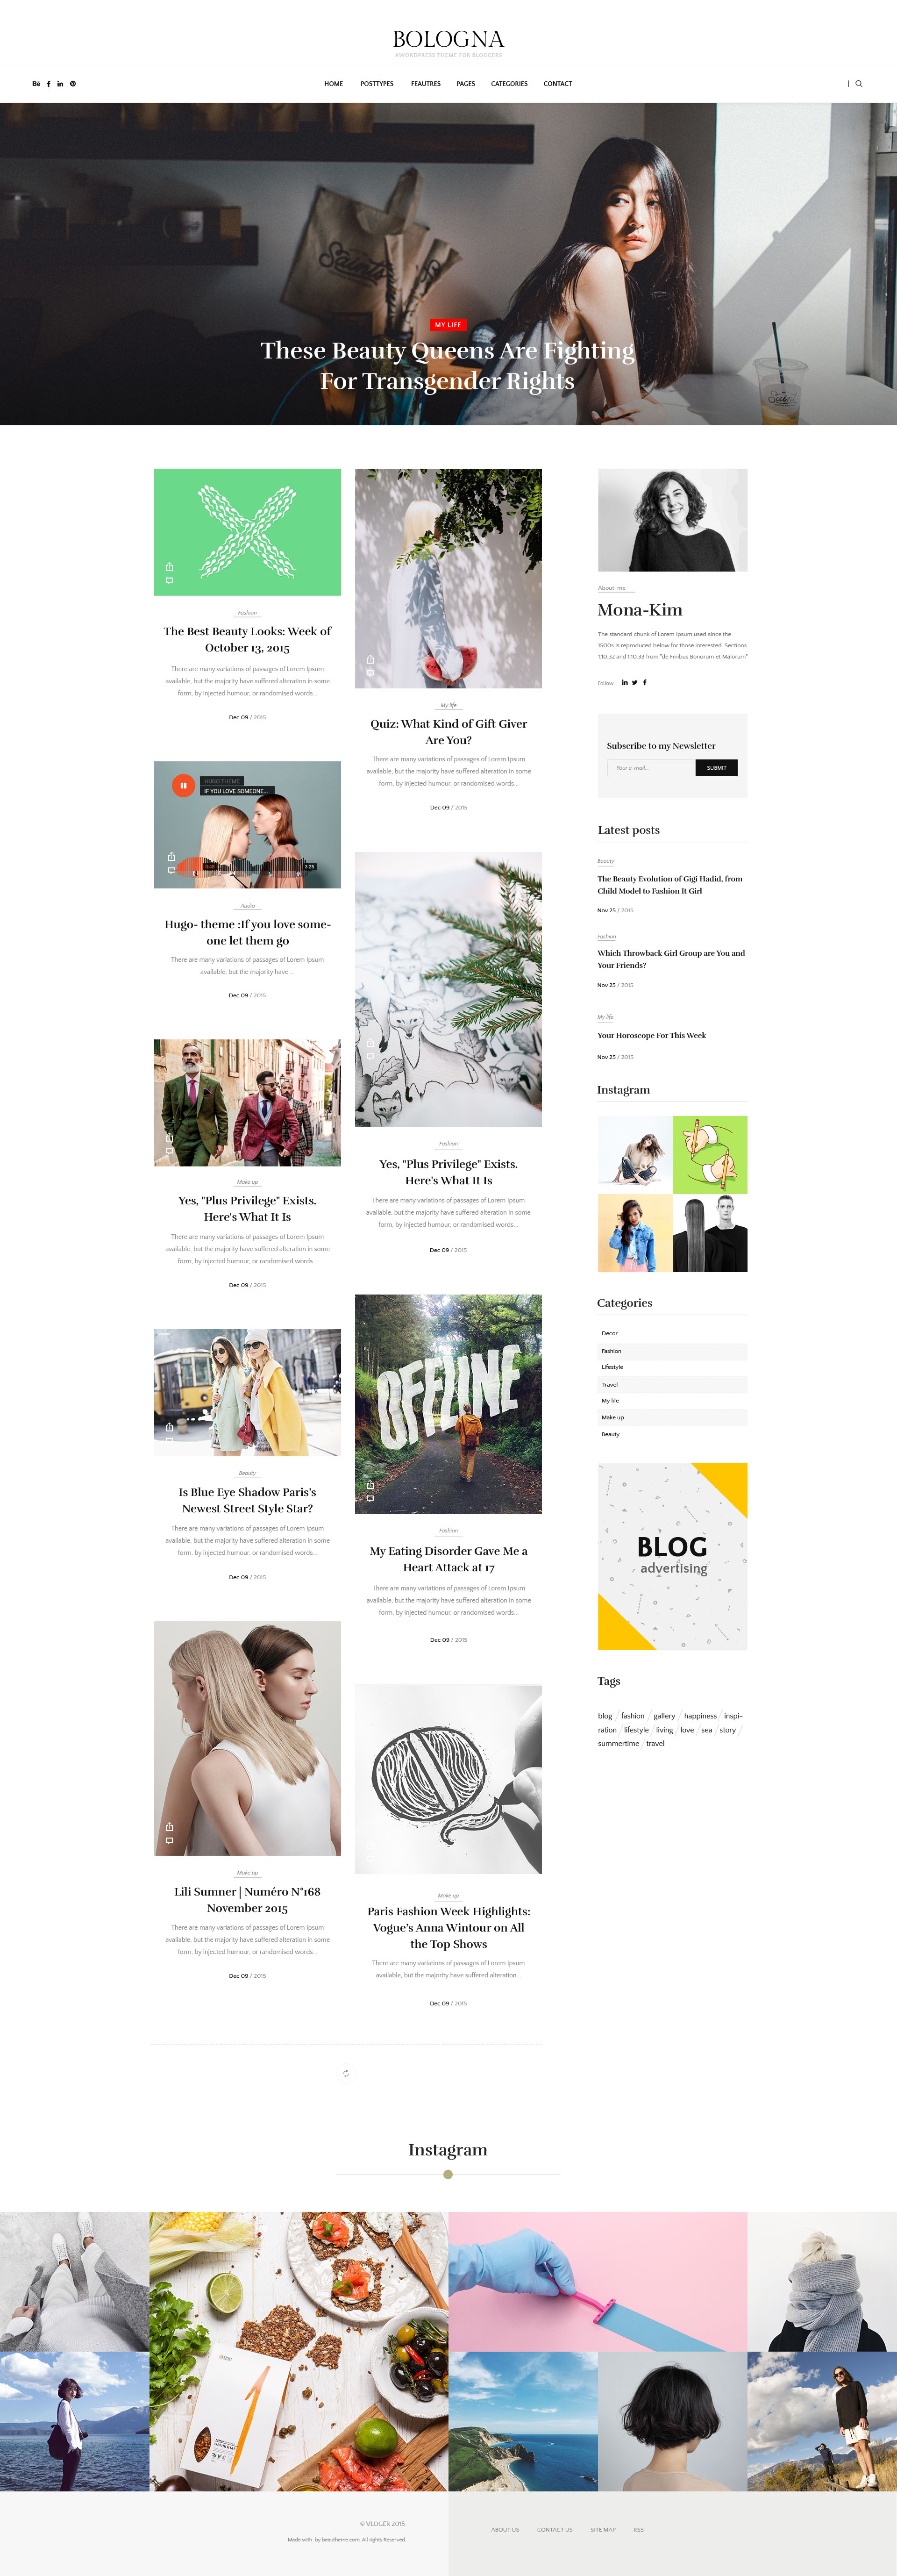 BOLOGNA
#WORDPRESS THEME FOR BLOGGERS
HOME POSTTYPES FEAUTRES PAGES CATEGORIES CONTACT
MY LIFE
These Beauty Queens Are Fighting
For Transgender Rights
Fashion
The Best Beauty Looks: Week of
October 13, 2015
There are many variations of passages of Lorem Ipsum
available, but the majority have suffered alteration in some
form, by injected humour, or randomised words...
Dec 09 / 2015
HUGO THEME
IF YOU LOVE SOMEONE...
3:25
Audio
Hugo- theme :If you love some-
one let them go
There are many variations of passages of Lorem Ipsum
available, but the majority have ...
Dec 09 / 2015
Make up
Yes, "Plus Privilege" Exists.
Here's What It Is
There are many variations of passages of Lorem Ipsum
available, but the majority have suffered alteration in some
form, by injected humour, or randomised words...
Dec 09 / 2015
Beauty
Is Blue Eye Shadow Paris's
Newest Street Style Star?
There are many variations of passages of Lorem Ipsum
available, but the majority have suffered alteration in some
form, by injected humour, or randomised words...
Dec 09 / 2015
Make up
Lili Sumner | Numéro N°168
November 2015
There are many variations of passages of Lorem Ipsum
available, but the majority have suffered alteration in some
form, by injected humour, or randomised words...
Dec 09 / 2015
My life
Quiz: What Kind of Gift Giver
Are You?
There are many variations of passages of Lorem Ipsum
available, but the majority have suffered alteration in some
form, by injected humour, or randomised words...
Dec 09 / 2015
Fashion
Yes, "Plus Privilege" Exists.
Here's What It Is
There are many variations of passages of Lorem Ipsum
available, but the majority have suffered alteration in some
form, by injected humour, or randomised words...
Dec 09 / 2015
OFFLINE
Fashion
My Eating Disorder Gave Me a
Heart Attack at 17
There are many variations of passages of Lorem Ipsum
available, but the majority have suffered alteration in some
form, by injected humour, or randomised words...
Dec 09 / 2015
Make up
Paris Fashion Week Highlights:
Vogue's Anna Wintour on All
the Top Shows
There are many variations of passages of Lorem Ipsum
available, but the majority have suffered alteration...
Dec 09 / 2015
About me
Mona-Kim
The standard chunk of Lorem Ipsum used since the
1500s is reproduced below for those interested. Sections
1.10.32 and 1.10.33 from "de Finibus Bonorum et Malorum"
Follow
Subscribe to my Newsletter
Your e-mail...
SUBMIT
Latest posts
Beauty
The Beauty Evolution of Gigi Hadid, from
Child Model to Fashion It Girl
Nov 25 / 2015
Fashion
Which Throwback Girl Group are You and
Your Friends?
Nov 25 / 2015
My life
Your Horoscope For This Week
Nov 25 / 2015
Instagram
Categories
Decor
Fashion
Lifestyle
Travel
My life
Make up
Beauty
BLOG
advertising
Tags
blog / fashion / gallery / happiness / inspi-
ration / lifestyle / living / love / sea / story /
summertime / travel
Instagram
© VLOGER 2015.
Made with by beautheme.com. All rights Reserved.
ABOUT US CONTACT US SITE MAP RSS